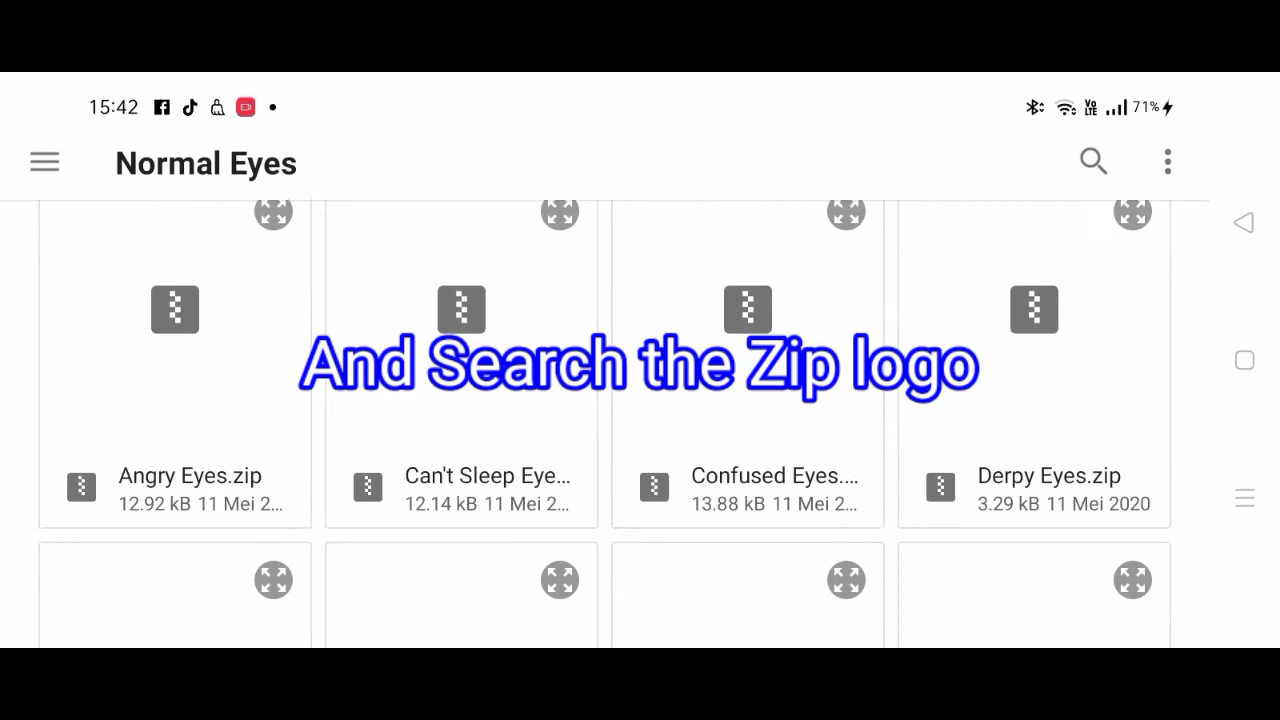 15:42
VO LTE 71%
Normal Eyes
And Search the Zip logo
Angry Eyes.zip
12.92 kB 11 Mei 2...
Can't Sleep Eye...
12.14 kB 11 Mei 2...
Confused Eyes....
13.88 kB 11 Mei 2...
Derpy Eyes.zip
3.29 kB 11 Mei 2020